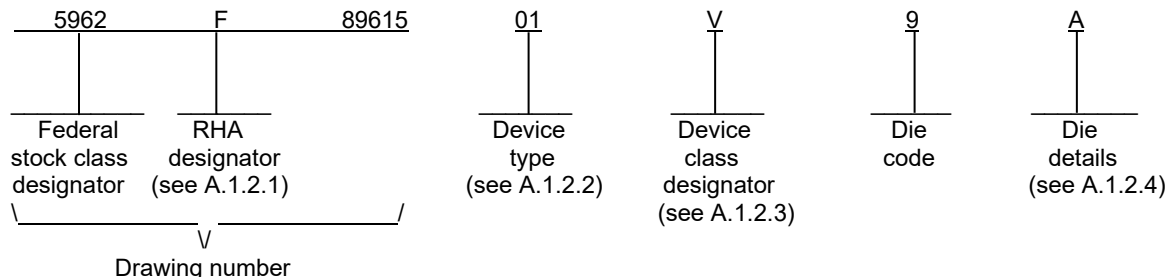 5962 F 89615 01 V 9 A
Federal stock class designator
RHA designator (see A.1.2.1)
Device type (see A.1.2.2)
Device class designator (see A.1.2.3)
Die code
Die details (see A.1.2.4)
Drawing number